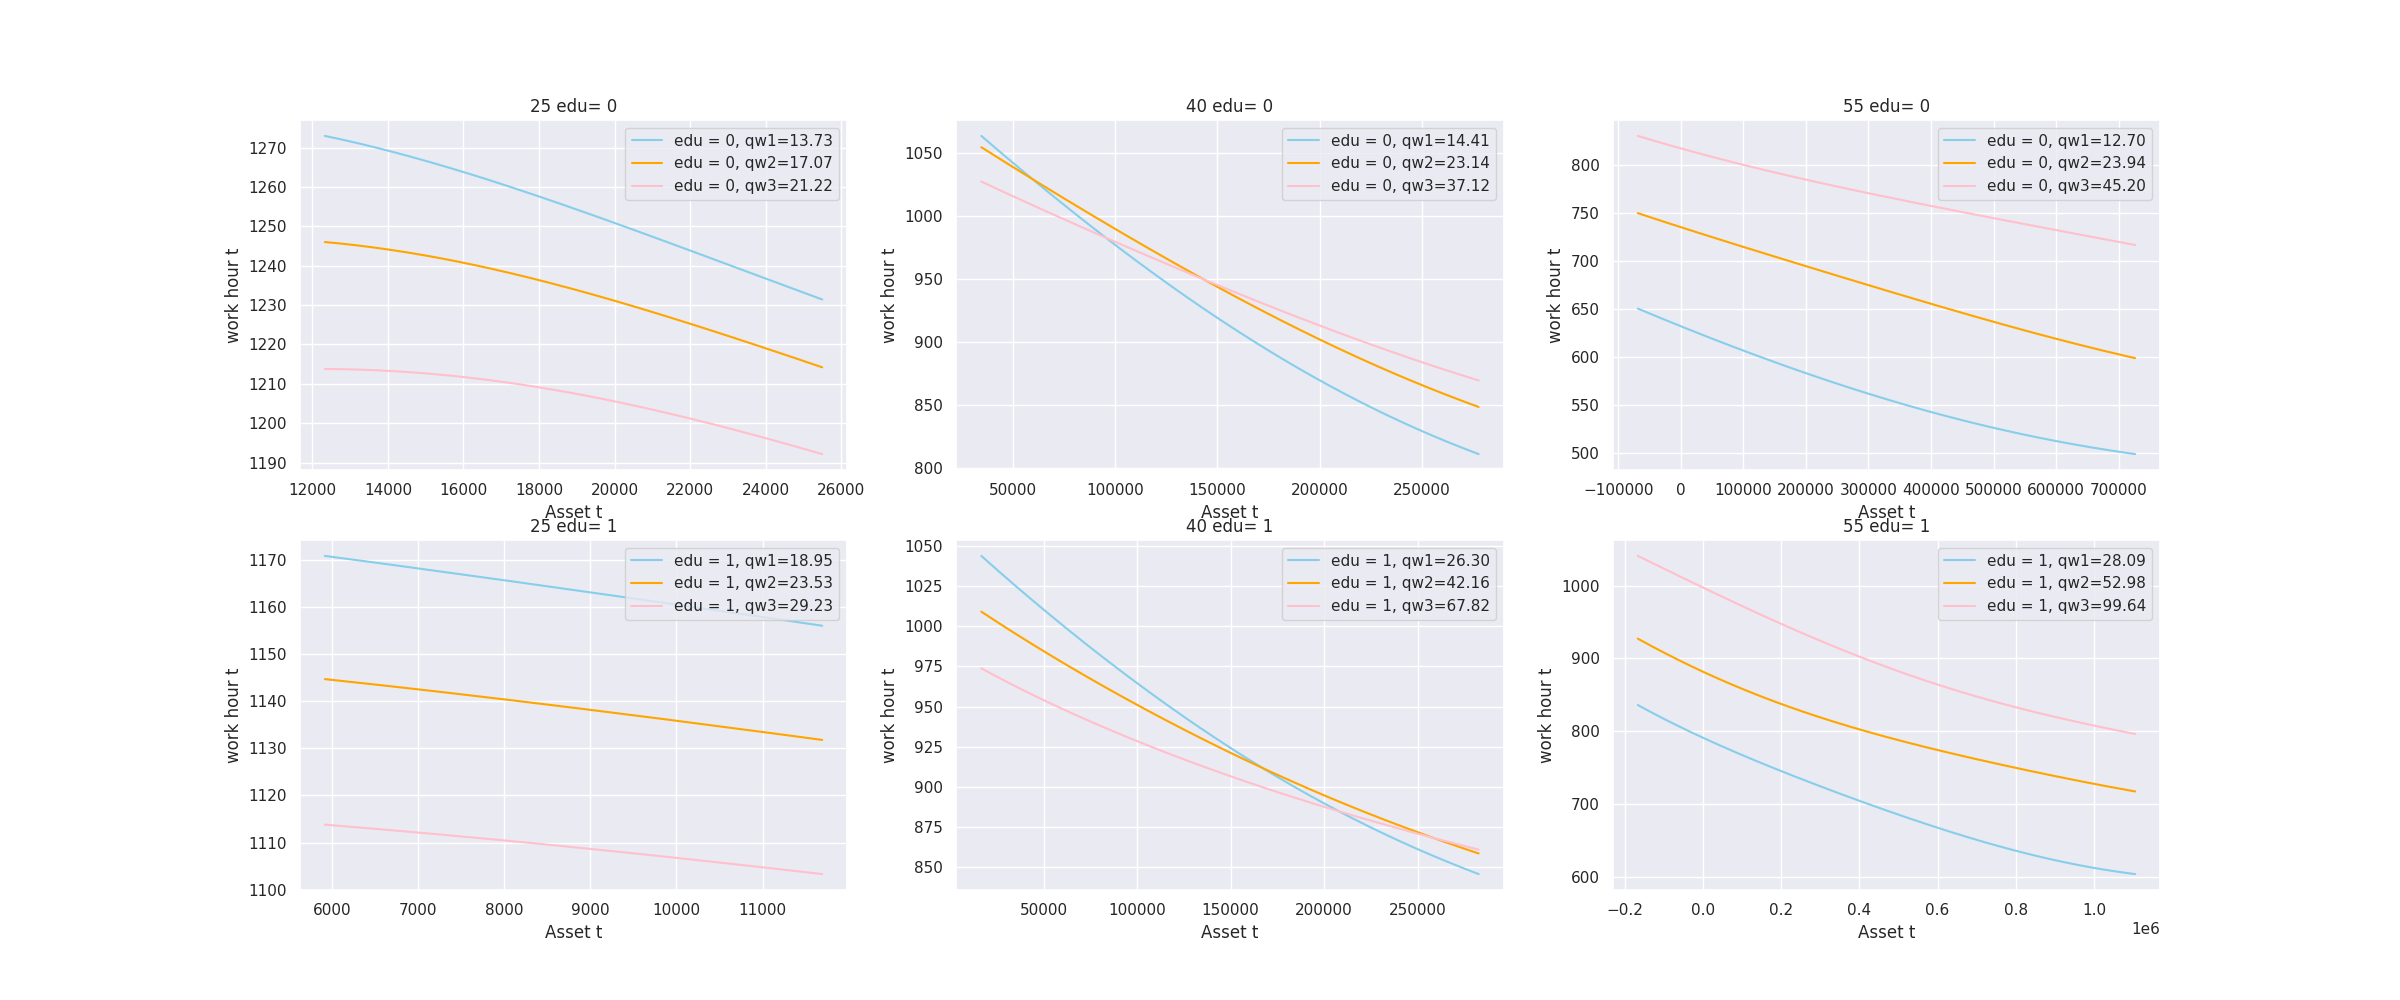 25 edu= 0
edu = 0, qw1=13.73
edu = 0, qw2=17.07
edu = 0, qw3=21.22
1270
1260
1250
1240
1230
1220
1210
1200
1190
work hour t
12000 14000 16000 18000 20000 22000 24000 26000
Asset t
40 edu= 0
edu = 0, qw1=14.41
edu = 0, qw2=23.14
edu = 0, qw3=37.12
1050
1000
950
900
850
800
work hour t
50000 100000 150000 200000 250000
Asset t
55 edu= 0
edu = 0, qw1=12.70
edu = 0, qw2=23.94
edu = 0, qw3=45.20
800
750
700
650
600
550
500
work hour t
−100000 0 100000 200000 300000 400000 500000 600000 700000
Asset t
25 edu= 1
edu = 1, qw1=18.95
edu = 1, qw2=23.53
edu = 1, qw3=29.23
1170
1160
1150
1140
1130
1120
1110
1100
work hour t
6000 7000 8000 9000 10000 11000
Asset t
40 edu= 1
edu = 1, qw1=26.30
edu = 1, qw2=42.16
edu = 1, qw3=67.82
1050
1025
1000
975
950
925
900
875
850
work hour t
50000 100000 150000 200000 250000
Asset t
55 edu= 1
edu = 1, qw1=28.09
edu = 1, qw2=52.98
edu = 1, qw3=99.64
1000
900
800
700
600
work hour t
−0.2 0.0 0.2 0.4 0.6 0.8 1.0
1e6
Asset t